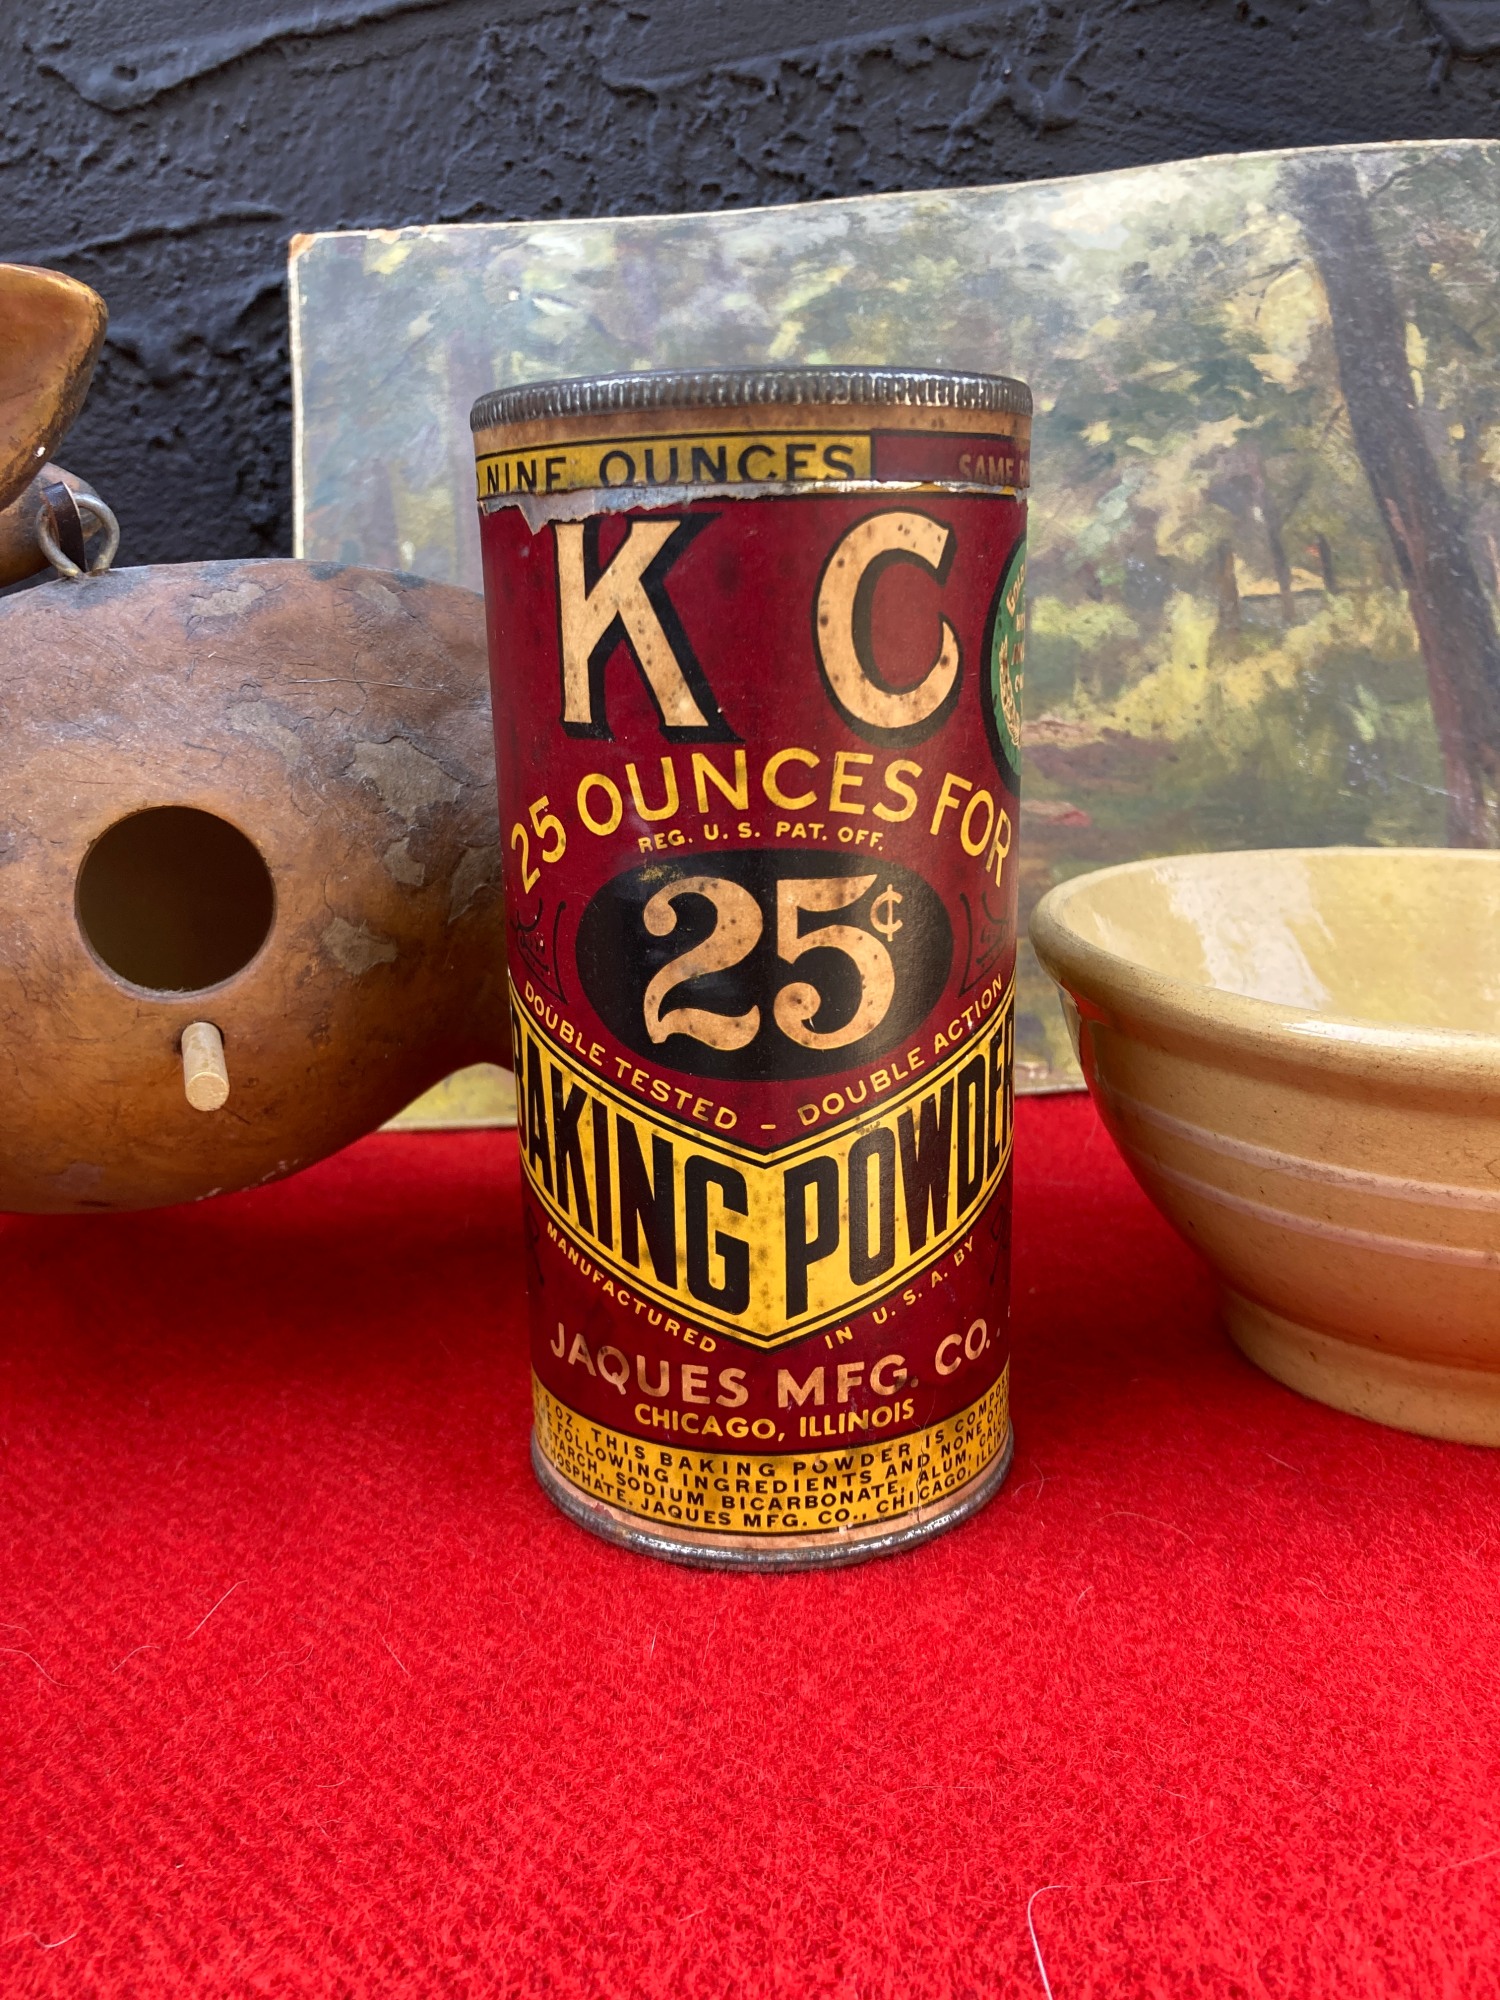 NINE OUNCES
SAME
K C
25 OUNCES FOR
REG. U. S. PAT. OFF.
25¢
DOUBLE TESTED - DOUBLE ACTION
BAKING POWDER
MANUFACTURED IN U. S. A. BY
JAQUES MFG. CO.
CHICAGO, ILLINOIS
OZ. THIS BAKING POWDER IS
FOLLOWING INGREDIENTS AND NONE
STARCH, SODIUM BICARBONATE, ALUM,
PHOSPHATE. JAQUES MFG. CO., CHICAGO,